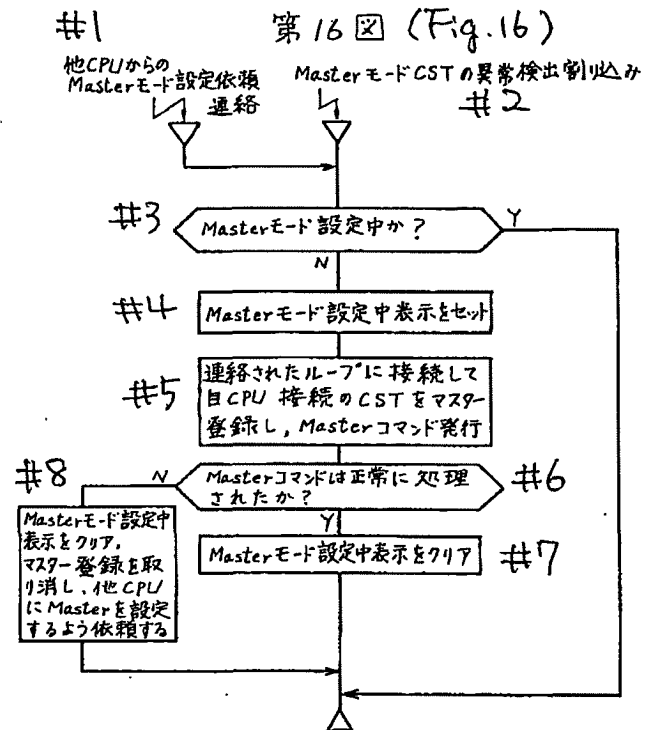 #1
第16図 (Fig.16)
他CPUからの
Masterモード設定依頼
連絡
MasterモードCSTの異常検出割り込み
#2
#3
Masterモード設定中か?
Y
N
#4
Masterモード設定中表示をセット
#5
連絡されたループに接続して
自CPU接続のCSTをマスター
登録し,Masterコマンド発行
#8
N
Masterコマンドは正常に処理
されたか?
#6
Masterモード設定中
表示をクリア,
マスター登録を取
り消し,他CPU
にMasterを設定
するよう依頼する
Y
Masterモード設定中表示をクリア
#7